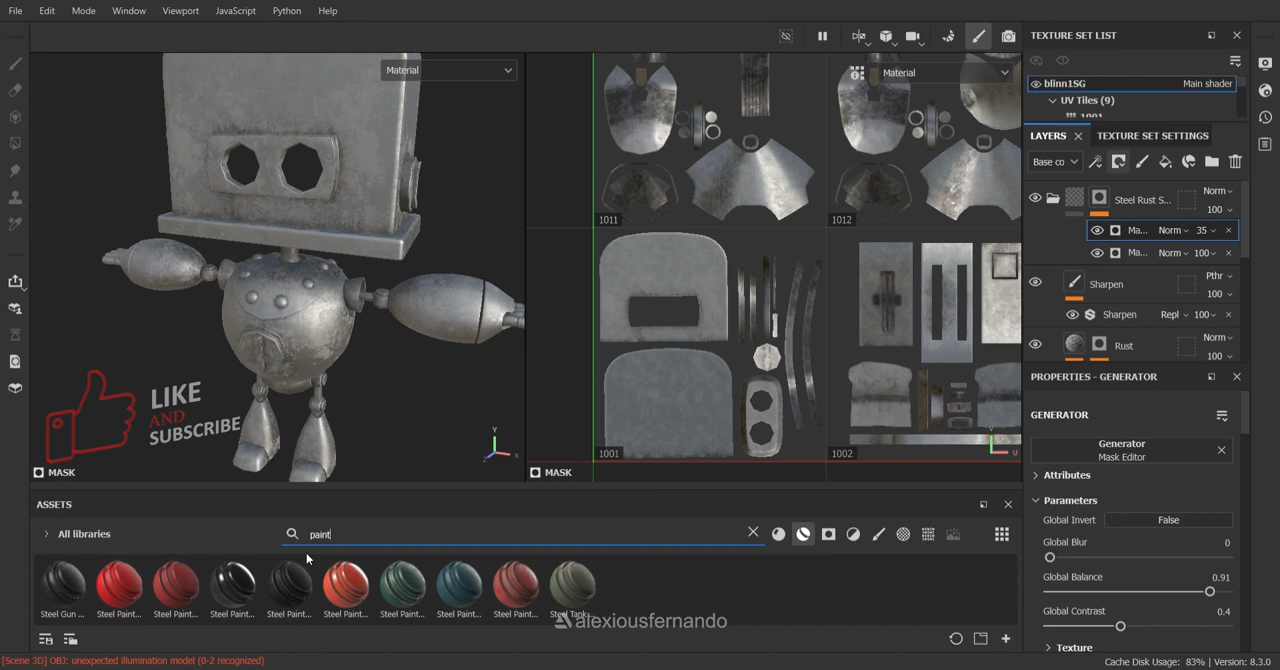 File Edit Mode Window Viewport JavaScript Python Help
Material
Material
1011
1012
1001
1002
LIKE
AND
SUBSCRIBE
Y
X
Z
U
MASK
MASK
TEXTURE SET LIST
blinn1SG Main shader
UV Tiles (9)
1001
LAYERS TEXTURE SET SETTINGS
Base co
Steel Rust S... Norm
100
Ma... Norm 35
Ma... Norm 100
Sharpen Pthr
100
Sharpen Repl 100
Rust Norm
100
PROPERTIES - GENERATOR
GENERATOR
Generator
Mask Editor
Attributes
Parameters
Global Invert False
Global Blur 0
Global Balance 0.91
Global Contrast 0.4
Texture
ASSETS
All libraries paint
Steel Gun ... Steel Paint... Steel Paint... Steel Paint... Steel Paint... Steel Paint... Steel Paint... Steel Paint... Steel Paint... Steel Tank...
alexiousfernando
[Scene 3D] OBJ: unexpected illumination model (0-2 recognized)
Cache Disk Usage: 83% | Version: 8.3.0